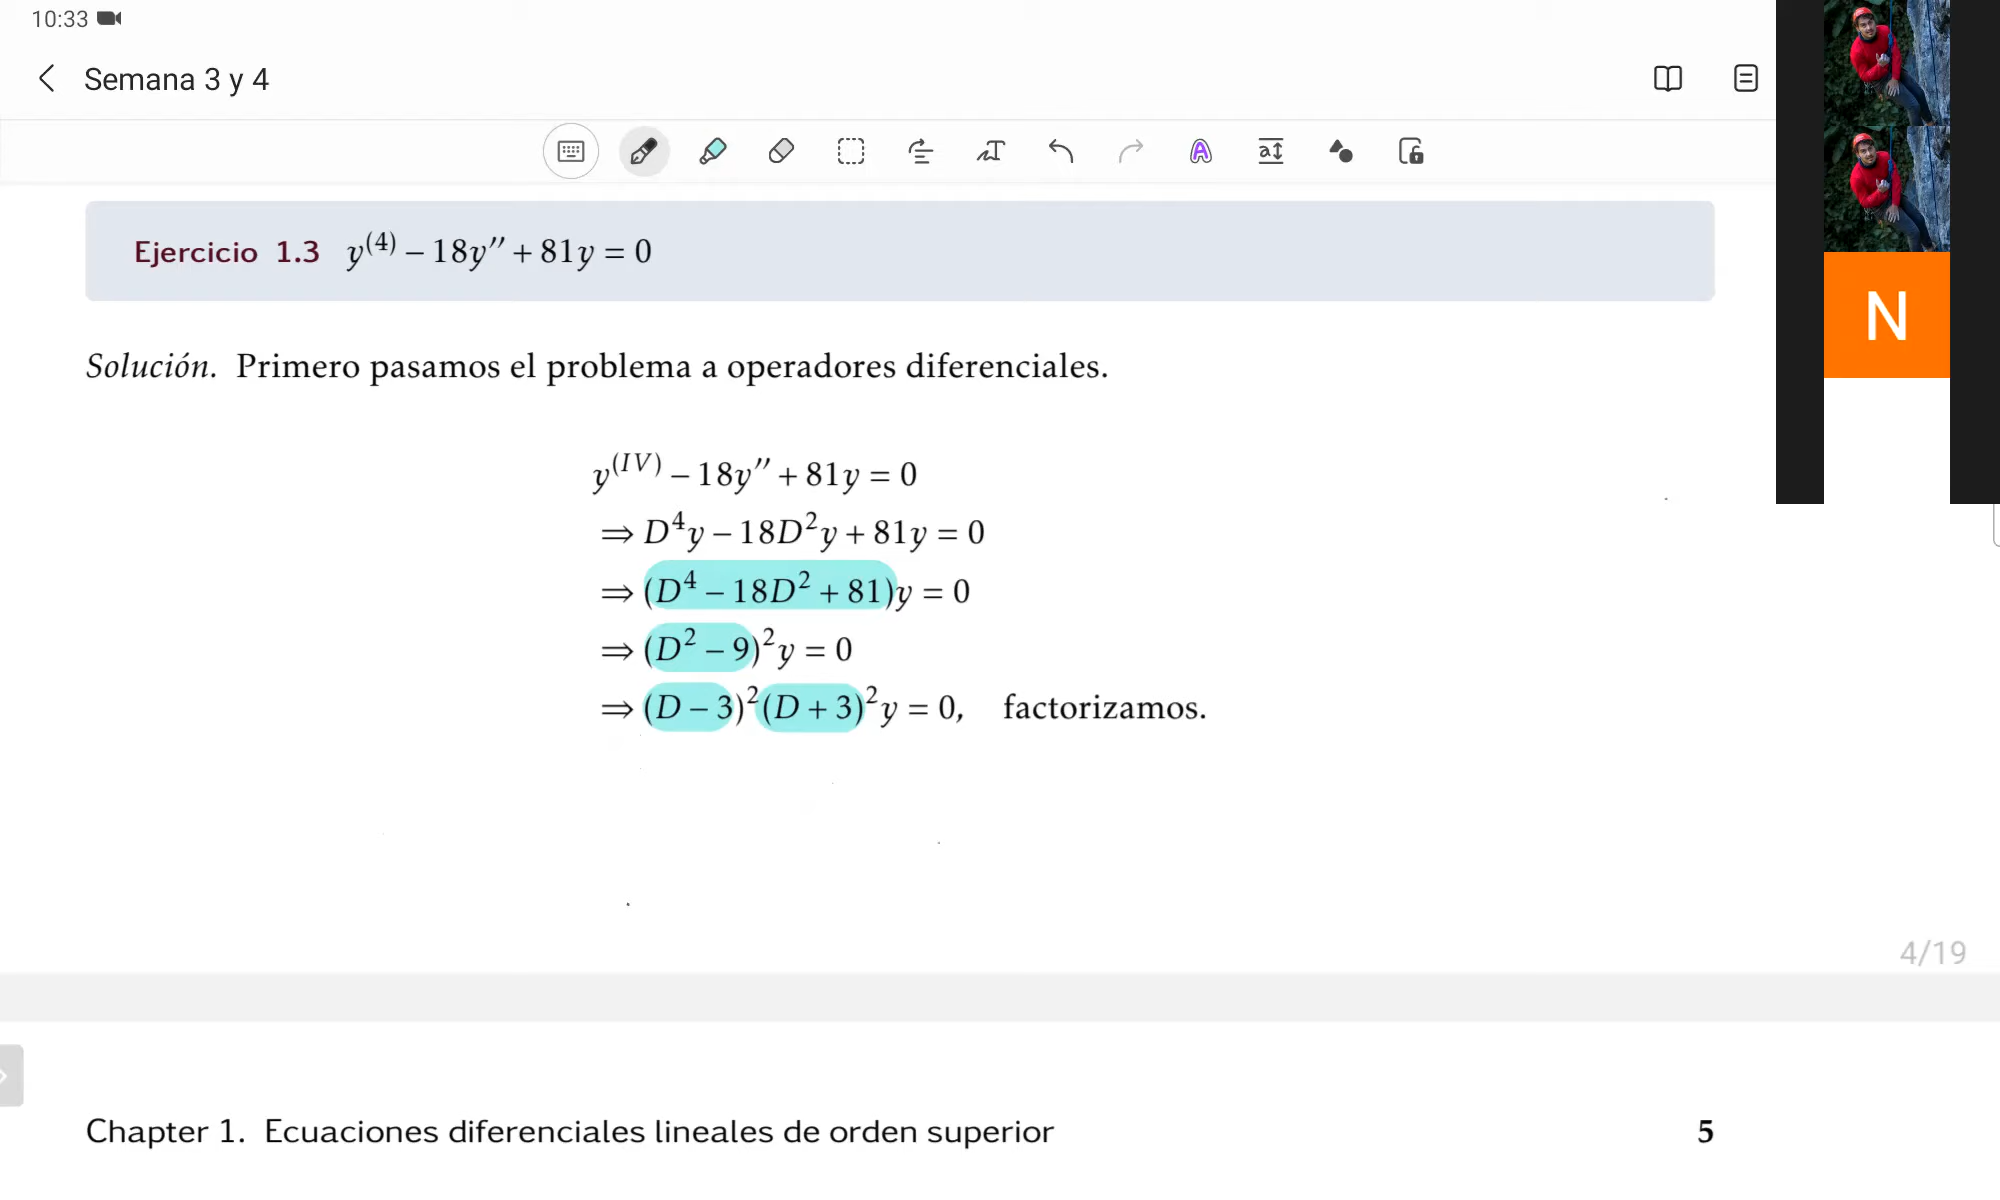 10:33
Semana 3 y 4
N
Ejercicio 1.3 y⁽⁴⁾ − 18y″ + 81y = 0
Solución. Primero pasamos el problema a operadores diferenciales.
y⁽ᴵⱽ⁾ − 18y″ + 81y = 0
⇒ D⁴y − 18D²y + 81y = 0
⇒ (D⁴ − 18D² + 81)y = 0
⇒ (D² − 9)²y = 0
⇒ (D − 3)²(D + 3)²y = 0, factorizamos.
4/19
Chapter 1. Ecuaciones diferenciales lineales de orden superior 5